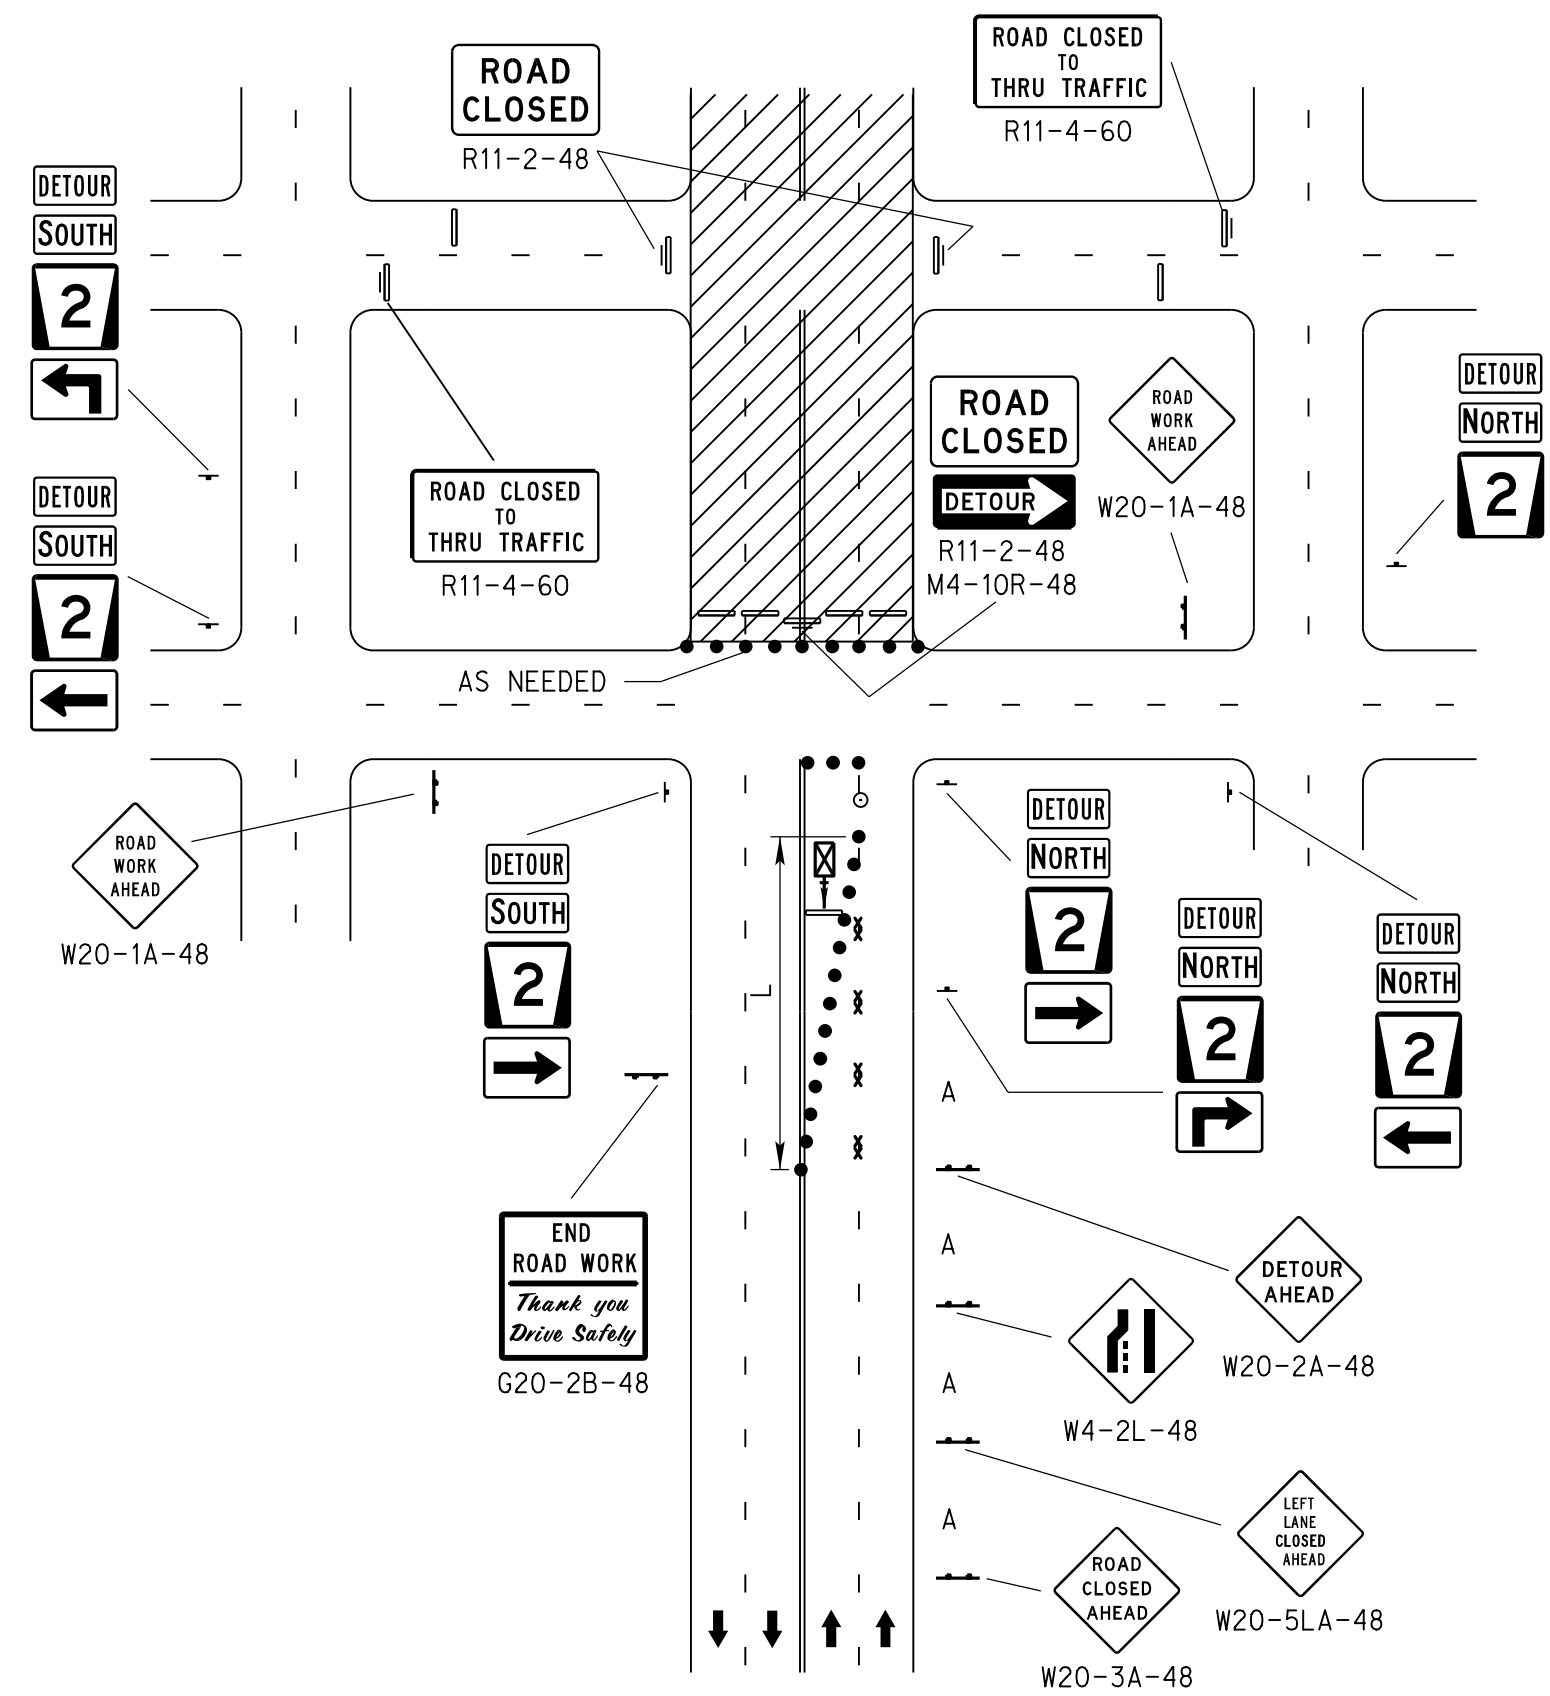 ROAD CLOSED
TO
THRU TRAFFIC
R11-4-60
ROAD
CLOSED
R11-2-48
DETOUR
SOUTH
2
DETOUR
NORTH
2
ROAD
CLOSED
DETOUR
R11-2-48
M4-10R-48
ROAD
WORK
AHEAD
W20-1A-48
ROAD CLOSED
TO
THRU TRAFFIC
R11-4-60
DETOUR
SOUTH
2
AS NEEDED
ROAD
WORK
AHEAD
W20-1A-48
DETOUR
SOUTH
2
L
DETOUR
NORTH
2
DETOUR
NORTH
2
DETOUR
NORTH
2
A
A
A
A
END
ROAD WORK
Thank you
Drive Safely
G20-2B-48
DETOUR
AHEAD
W20-2A-48
W4-2L-48
LEFT
LANE
CLOSED
AHEAD
W20-5LA-48
ROAD
CLOSED
AHEAD
W20-3A-48